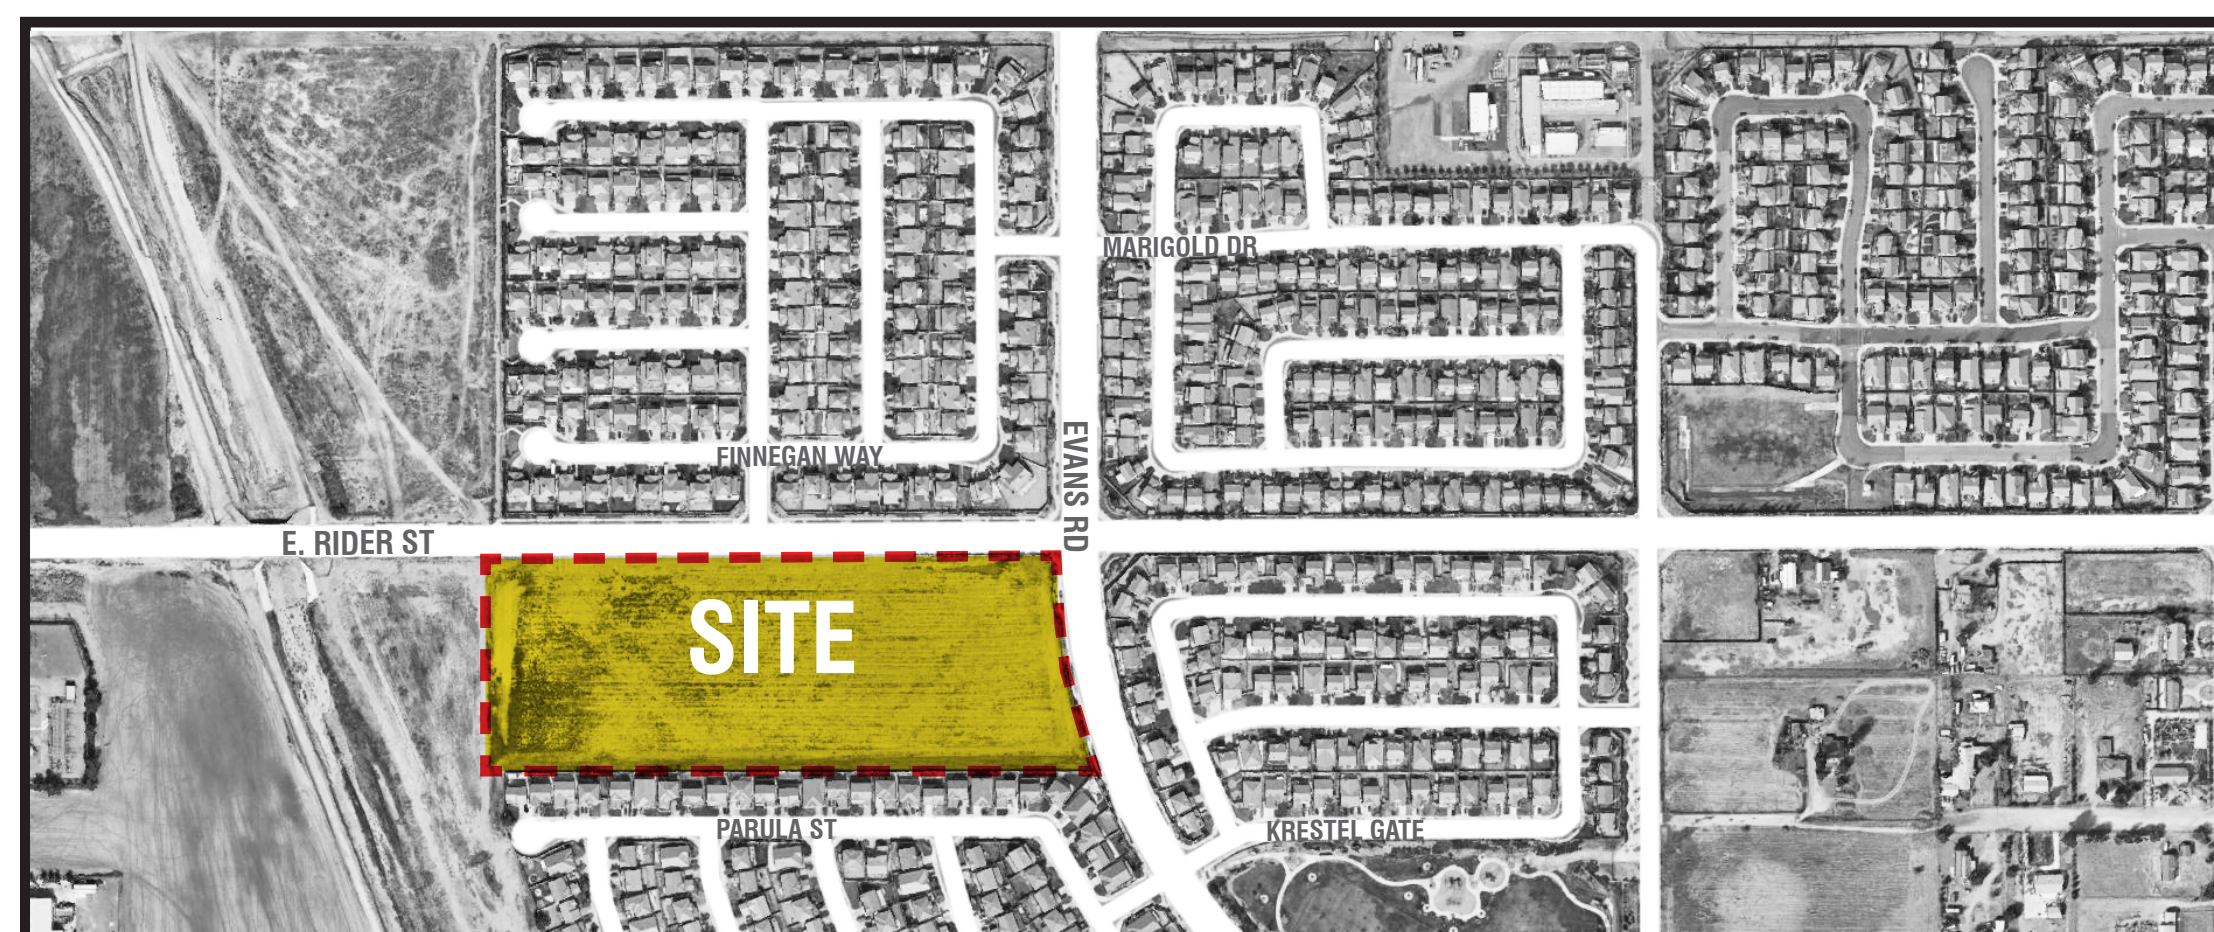 MARIGOLD DR
FINNEGAN WAY
EVANS RD
E. RIDER ST
SITE
PARULA ST
KRESTEL GATE